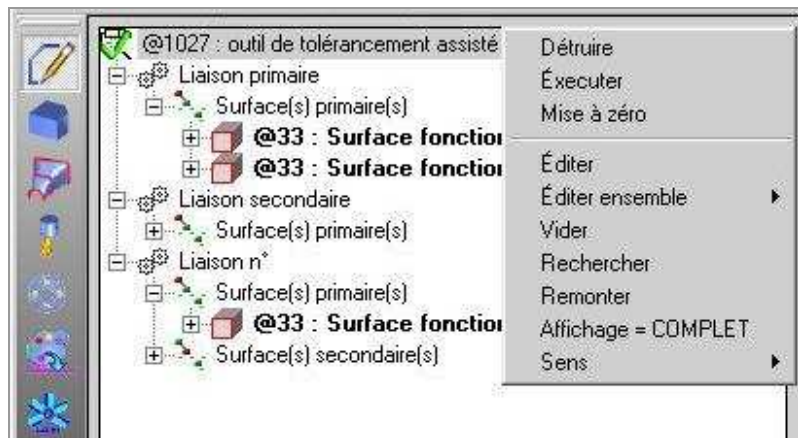 @1027 : outil de tolérancement assisté
Liaison primaire
Surface(s) primaire(s)
@33 : Surface fonction
@33 : Surface fonction
Liaison secondaire
Surface(s) primaire(s)
Liaison n°
Surface(s) primaire(s)
@33 : Surface fonction
Surface(s) secondaire(s)
Détruire
Éxecuter
Mise à zéro
Éditer
Éditer ensemble
Vider
Rechercher
Remonter
Affichage = COMPLET
Sens